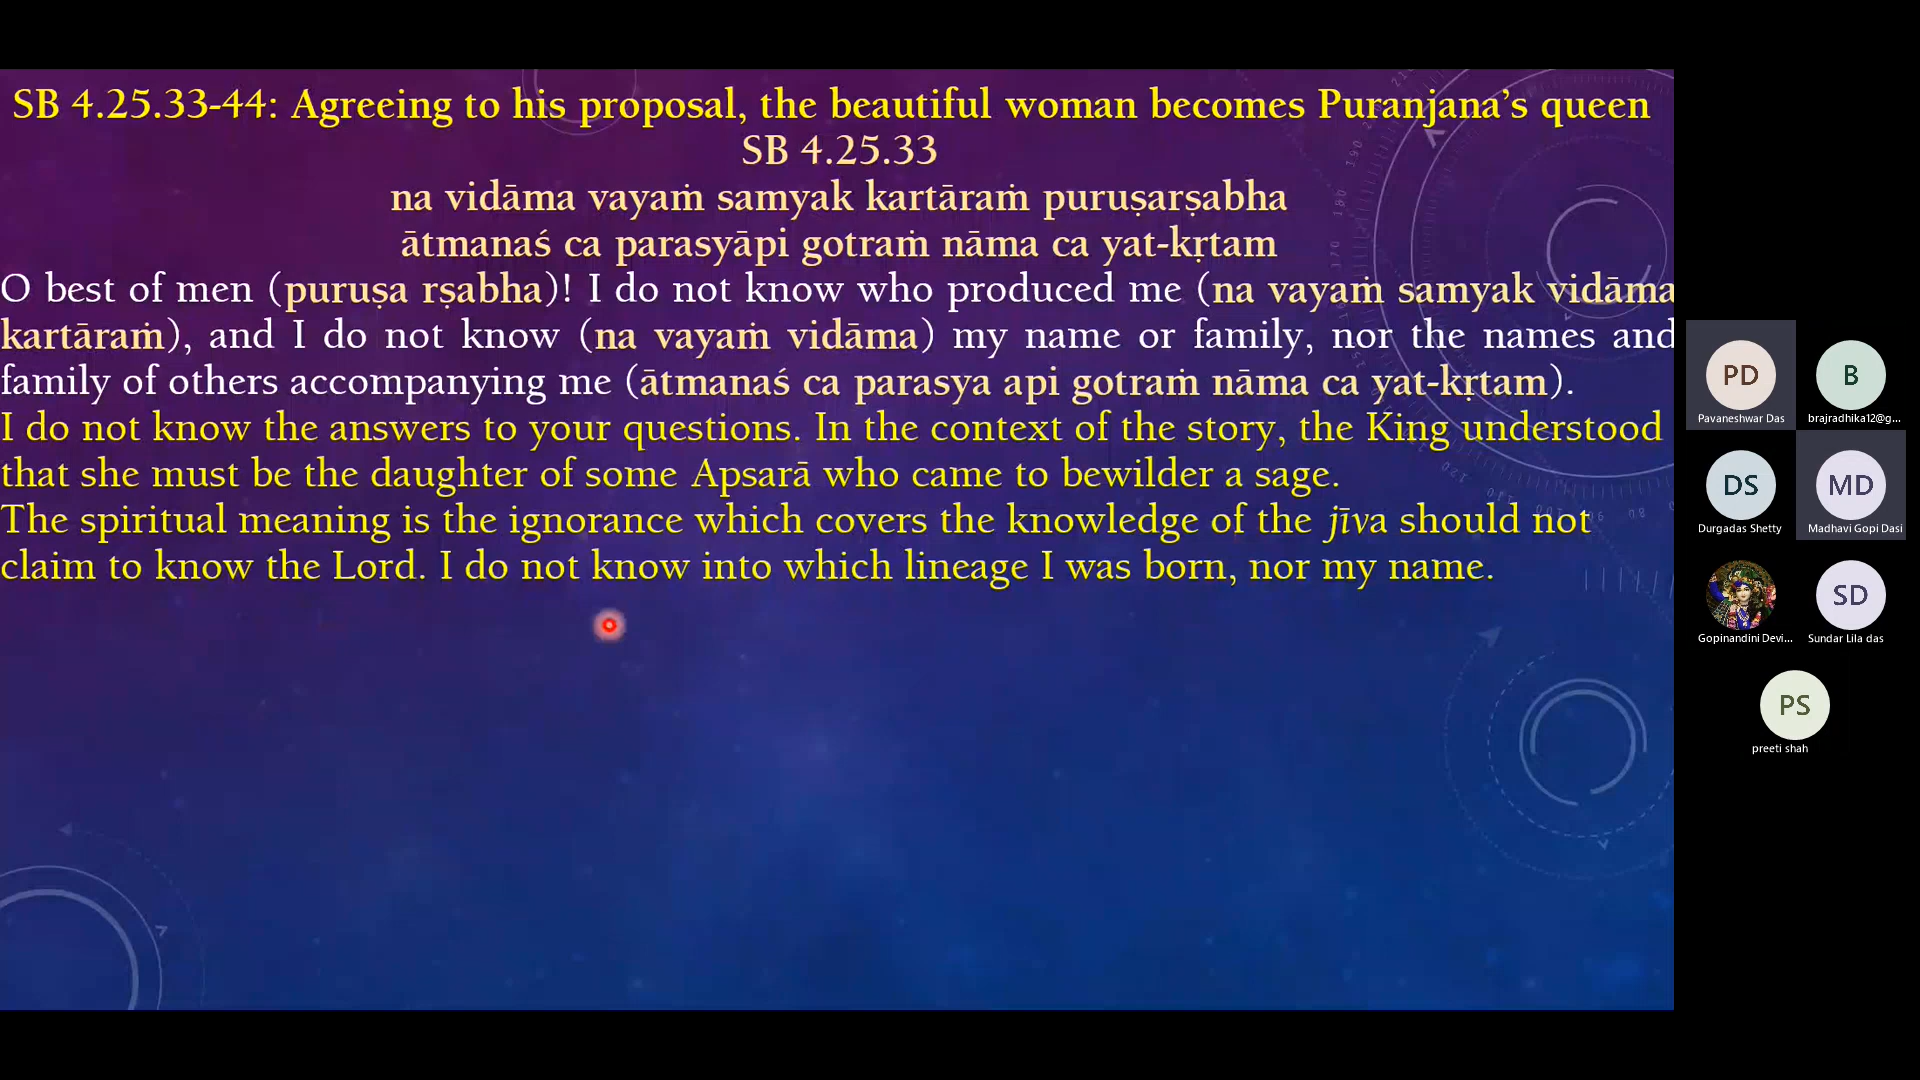 SB 4.25.33-44: Agreeing to his proposal, the beautiful woman becomes Puranjana’s queen
SB 4.25.33
na vidāma vayaṁ samyak kartāraṁ puruṣarṣabha
ātmanaś ca parasyāpi gotraṁ nāma ca yat-kṛtam
O best of men (puruṣa rṣabha)! I do not know who produced me (na vayaṁ samyak vidāma
kartāraṁ), and I do not know (na vayaṁ vidāma) my name or family, nor the names and
family of others accompanying me (ātmanaś ca parasya api gotraṁ nāma ca yat-kṛtam).
I do not know the answers to your questions. In the context of the story, the King understood
that she must be the daughter of some Apsarā who came to bewilder a sage.
The spiritual meaning is the ignorance which covers the knowledge of the jīva should not
claim to know the Lord. I do not know into which lineage I was born, nor my name.
PD
Pavaneshwar Das
B
brajradhika12@g...
DS
Durgadas Shetty
MD
Madhavi Gopi Dasi
Gopinandini Devi...
SD
Sundar Lila das
PS
preeti shah